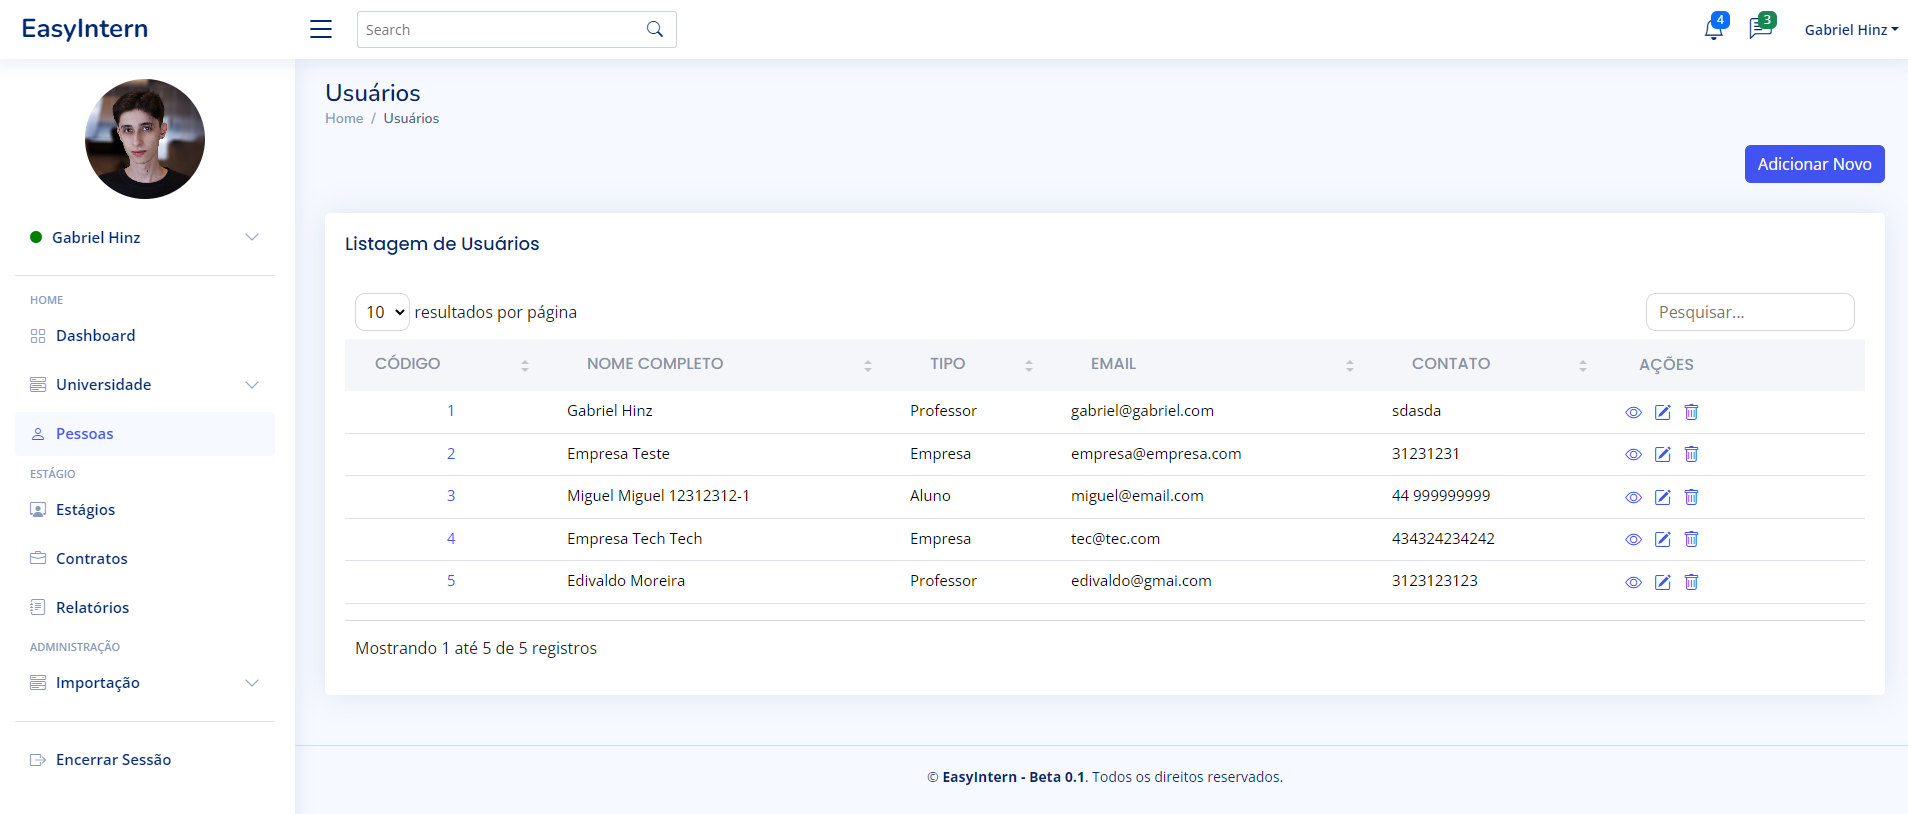 EasyIntern
Search
4
3
Gabriel Hinz
Gabriel Hinz
HOME
Dashboard
Universidade
Pessoas
ESTÁGIO
Estágios
Contratos
Relatórios
ADMINISTRAÇÃO
Importação
Encerrar Sessão
Usuários
Home / Usuários
Adicionar Novo
Listagem de Usuários
10 resultados por página
Pesquisar...
CÓDIGO NOME COMPLETO TIPO EMAIL CONTATO AÇÕES
1 Gabriel Hinz Professor gabriel@gabriel.com sdasda
2 Empresa Teste Empresa empresa@empresa.com 31231231
3 Miguel Miguel 12312312-1 Aluno miguel@email.com 44 999999999
4 Empresa Tech Tech Empresa tec@tec.com 434324234242
5 Edivaldo Moreira Professor edivaldo@gmai.com 3123123123
Mostrando 1 até 5 de 5 registros
© EasyIntern - Beta 0.1. Todos os direitos reservados.